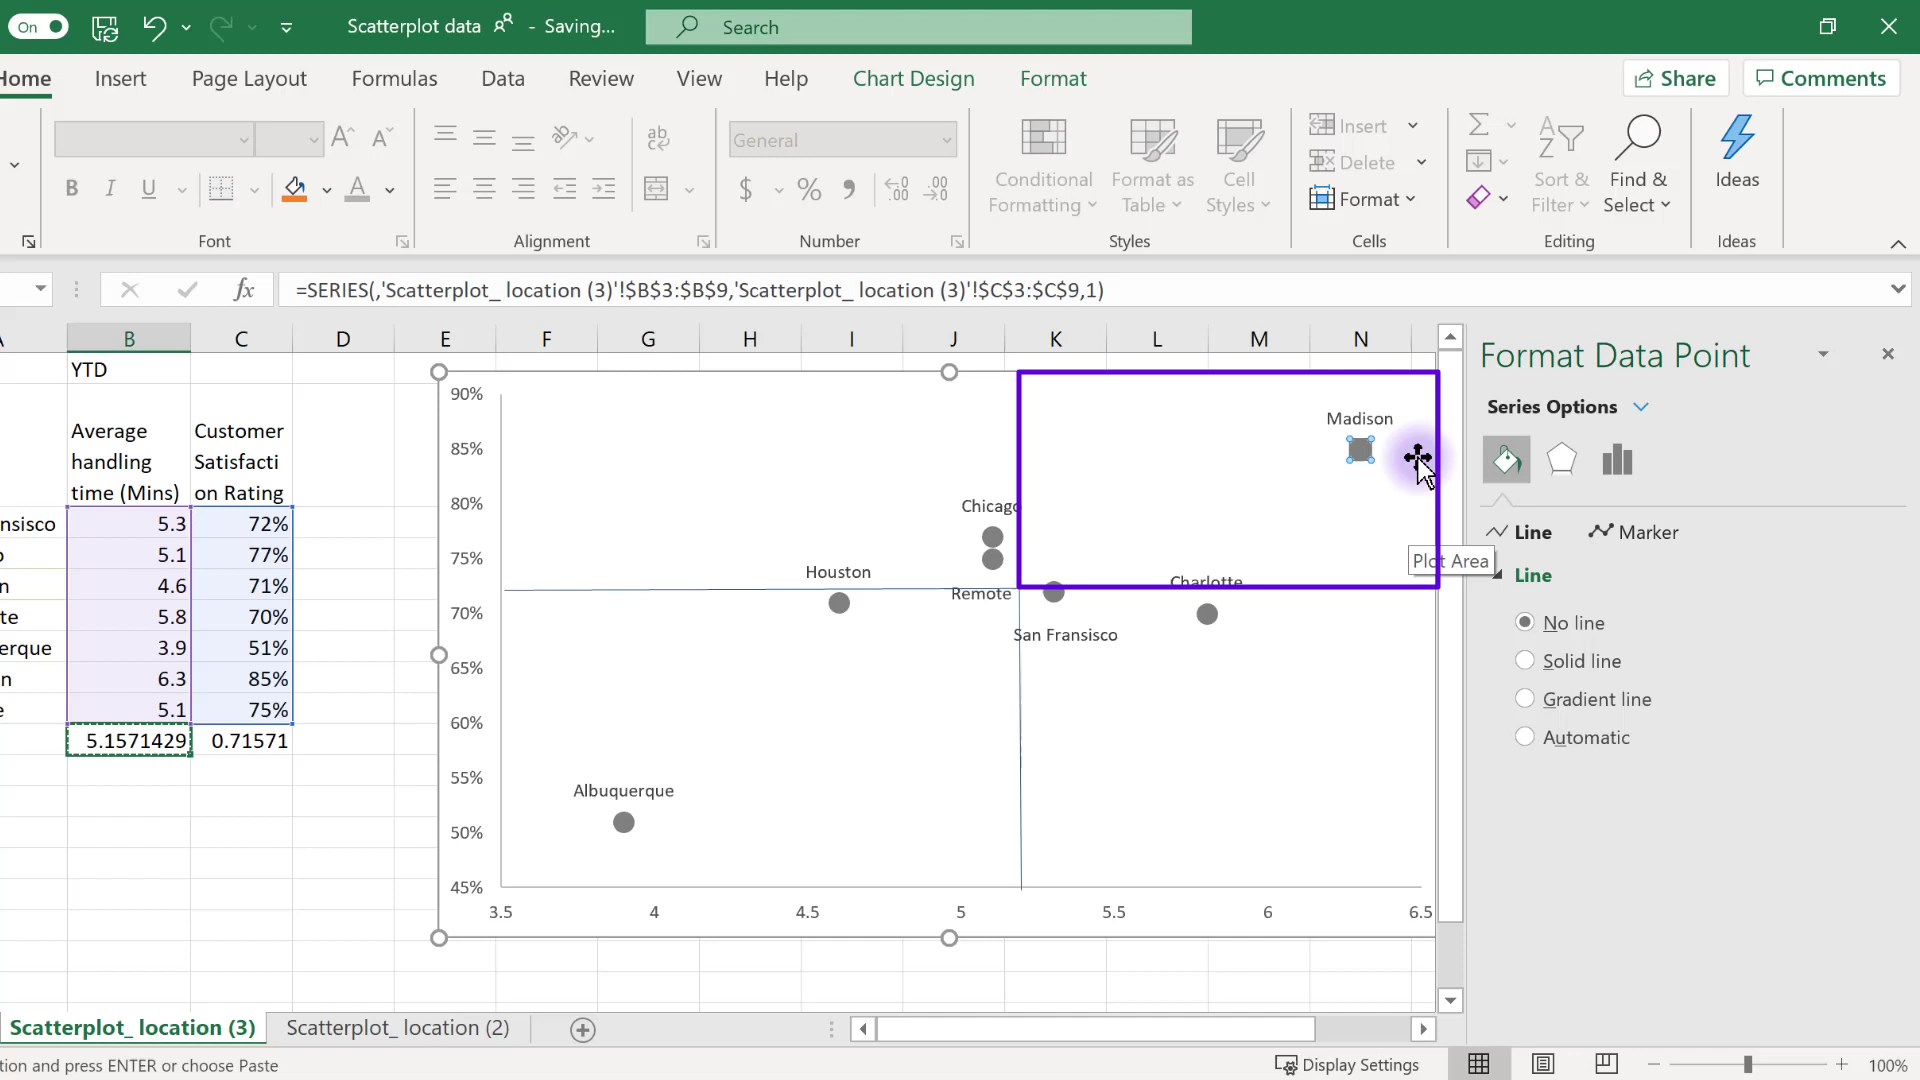 On
Scatterplot data - Saving...
Search
Home Insert Page Layout Formulas Data Review View Help Chart Design Format Share Comments
General
Conditional Formatting
Format as Table
Cell Styles
Insert
Delete
Format
Sort & Filter
Find & Select
Ideas
B I U A $ % 9 .00
Font Alignment Number Styles Cells Editing Ideas
fx =SERIES(,'Scatterplot_ location (3)'!$B$3:$B$9,'Scatterplot_ location (3)'!$C$3:$C$9,1)
A B C D E F G H I J K L M N
YTD
Average handling time (Mins)
Customer Satisfacti on Rating
nsisco 5.3 72%
o 5.1 77%
n 4.6 71%
te 5.8 70%
erque 3.9 51%
n 6.3 85%
e 5.1 75%
5.1571429 0.71571
90%
85%
80%
75%
70%
65%
60%
55%
50%
45%
3.5 4 4.5 5 5.5 6 6.5
Madison
Chicago
Houston
Remote
Charlotte
San Fransisco
Albuquerque
Plot Area
Format Data Point
Series Options
Line Marker
Line
No line
Solid line
Gradient line
Automatic
Scatterplot_ location (3) Scatterplot_ location (2)
tion and press ENTER or choose Paste
Display Settings
100%